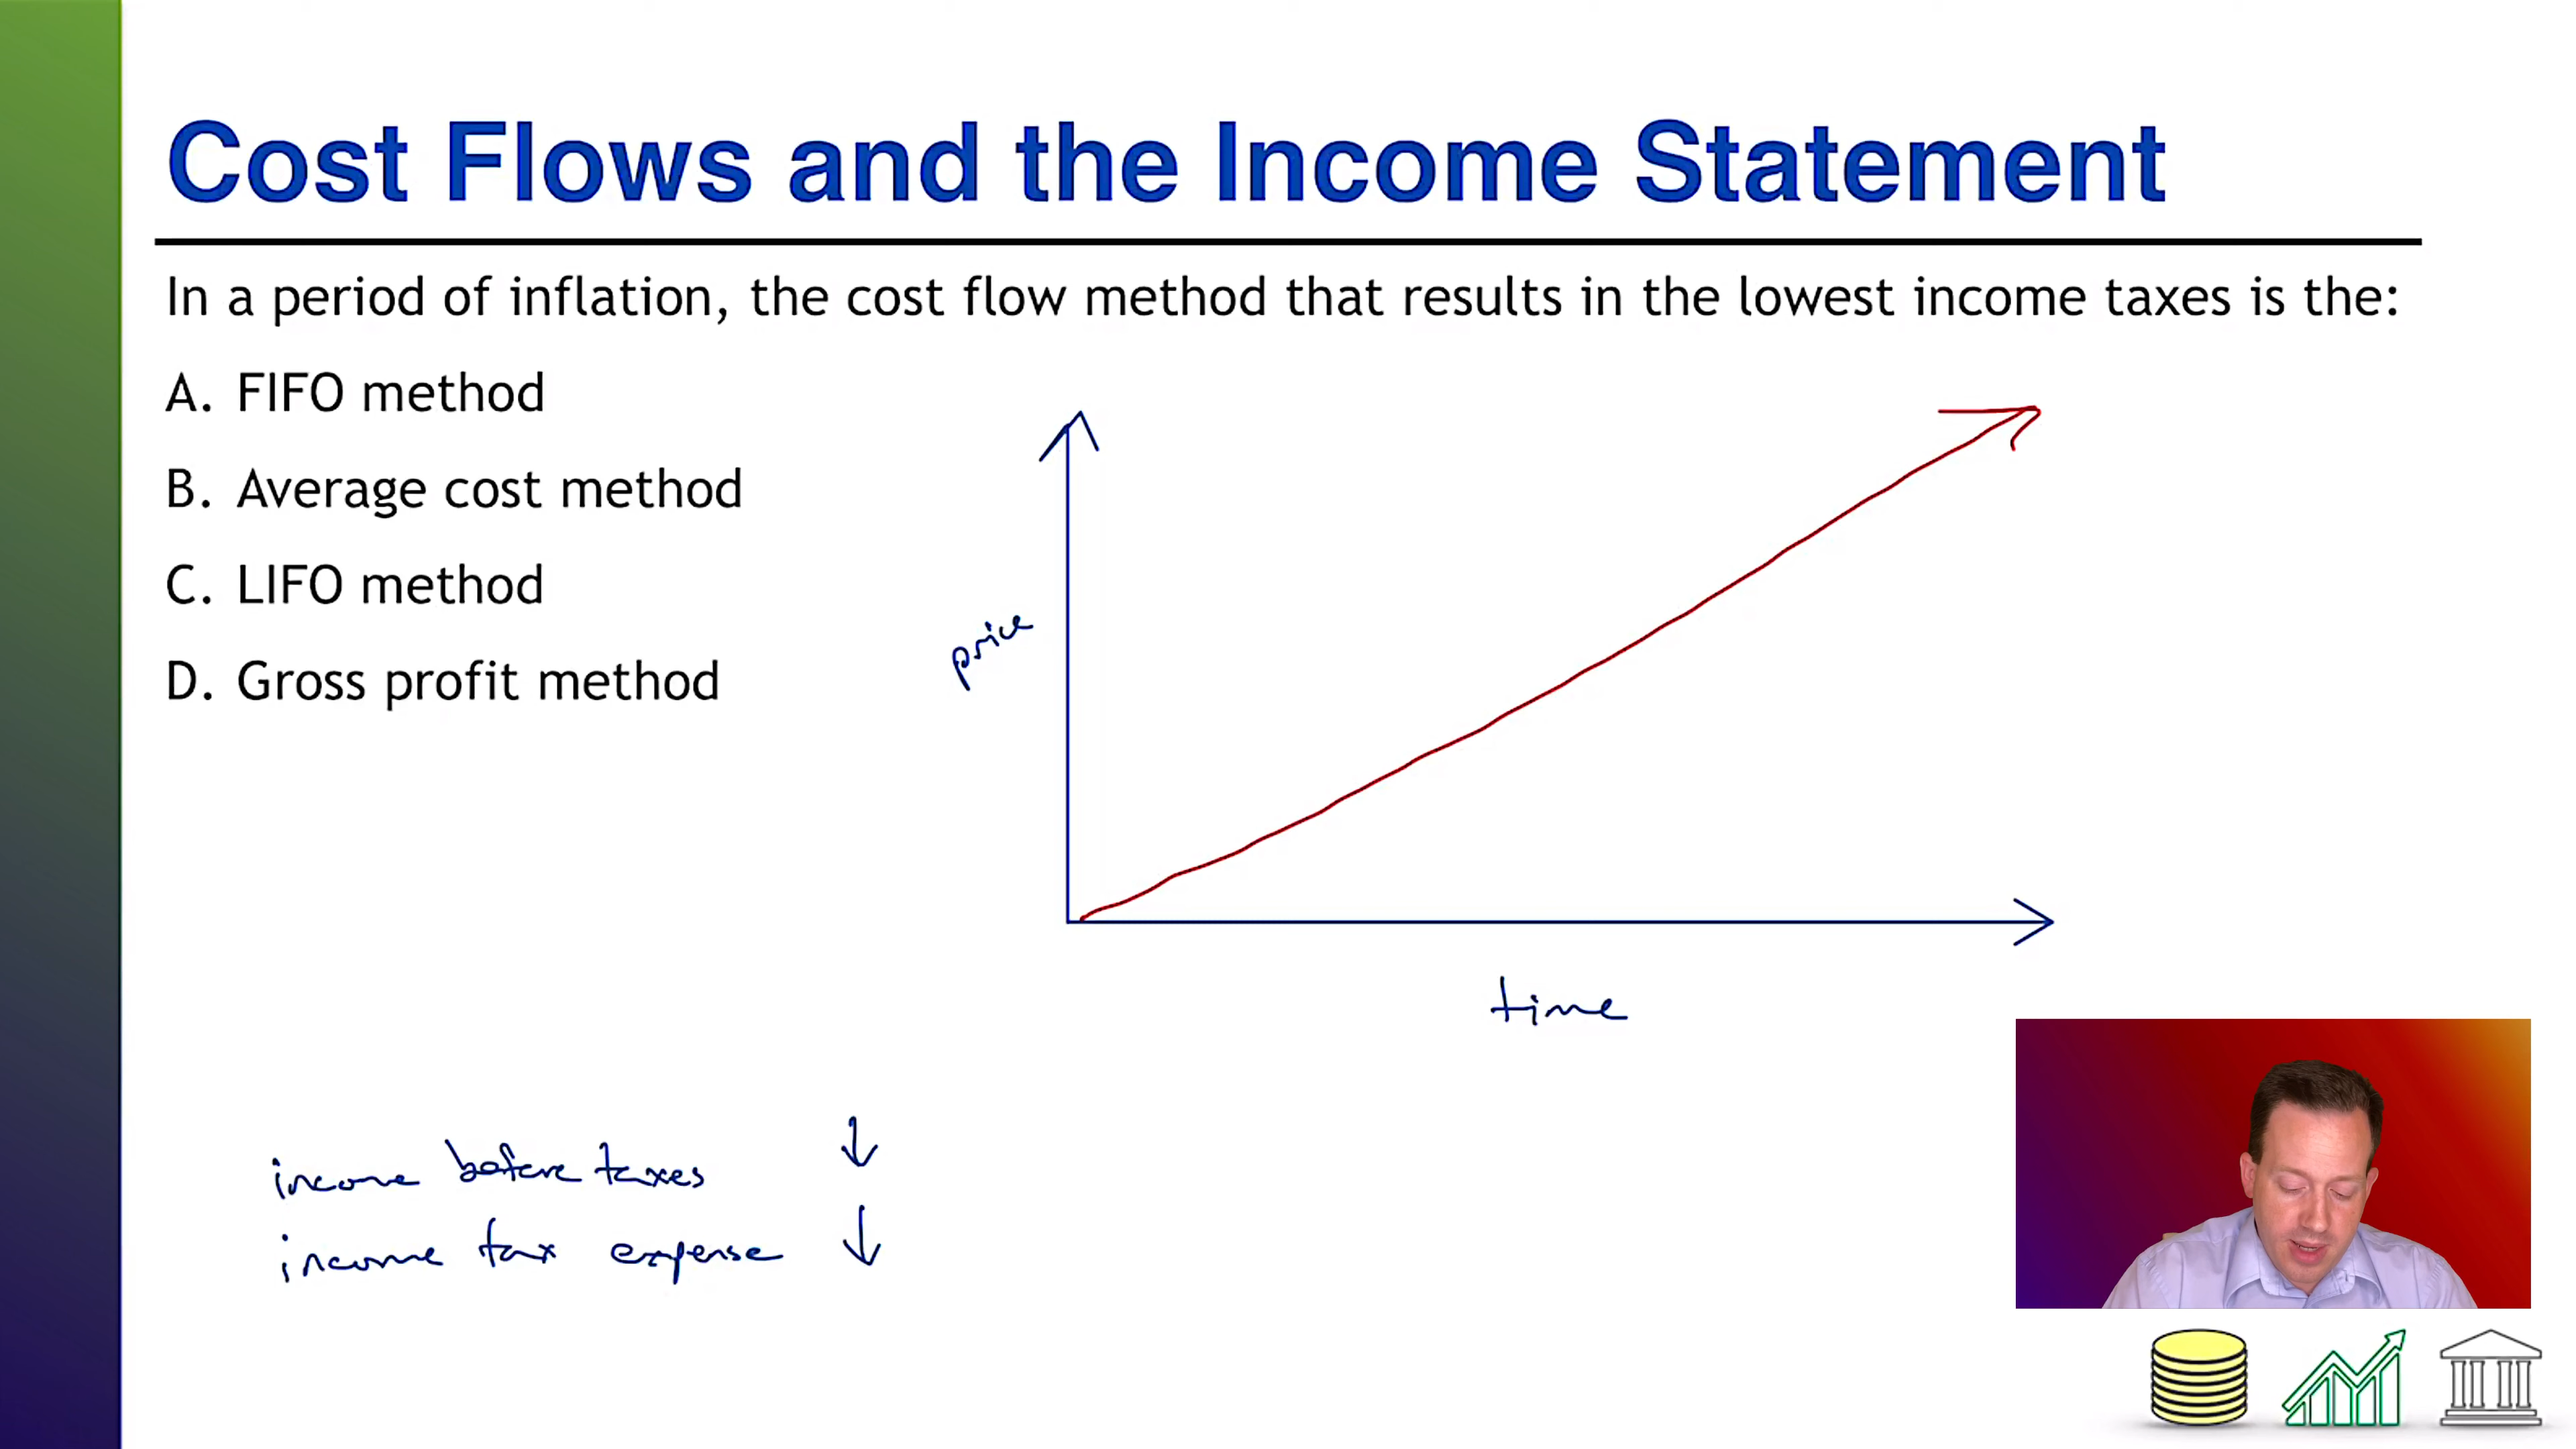 Cost Flows and the Income Statement
In a period of inflation, the cost flow method that results in the lowest income taxes is the:
A. FIFO method
B. Average cost method
C. LIFO method
D. Gross profit method
price
time
income before taxes ↓
income tax expense ↓